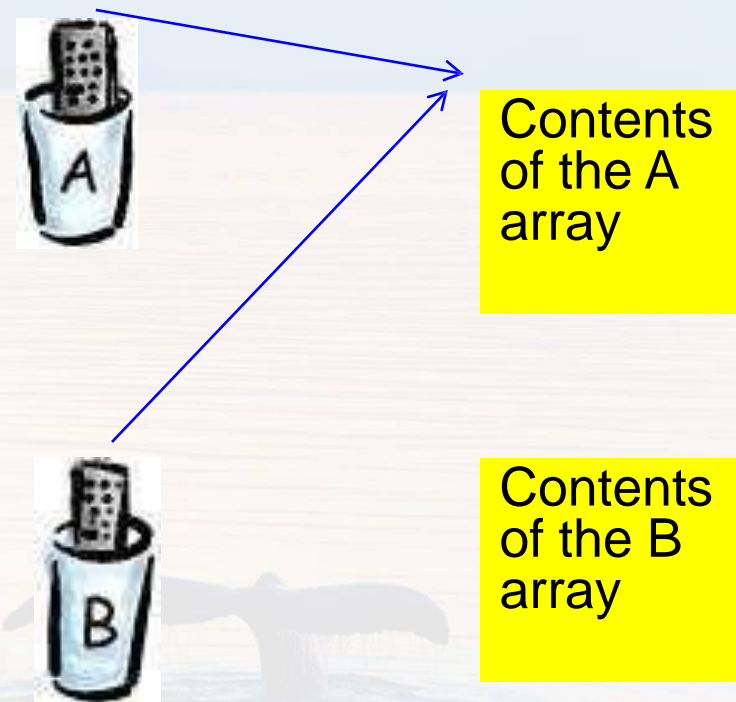 A
Contents
of the A
array
B
Contents
of the B
array